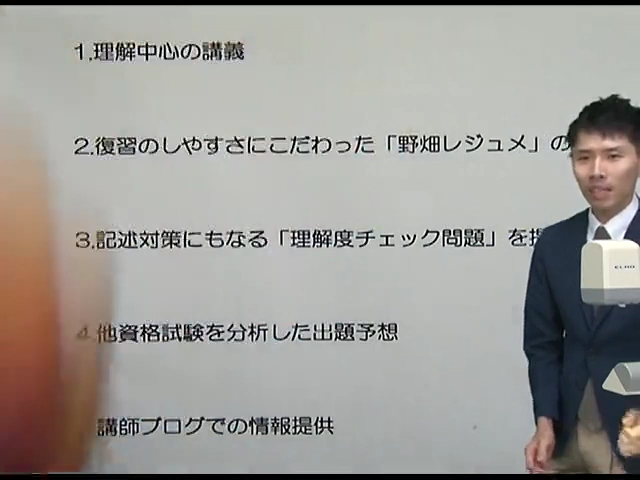 1.理解中心の講義
2.復習のしやすさにこだわった「野畑レジュメ」の
3.記述対策にもなる「理解度チェック問題」を
4.他資格試験を分析した出題予想
講師ブログでの情報提供
ELMO